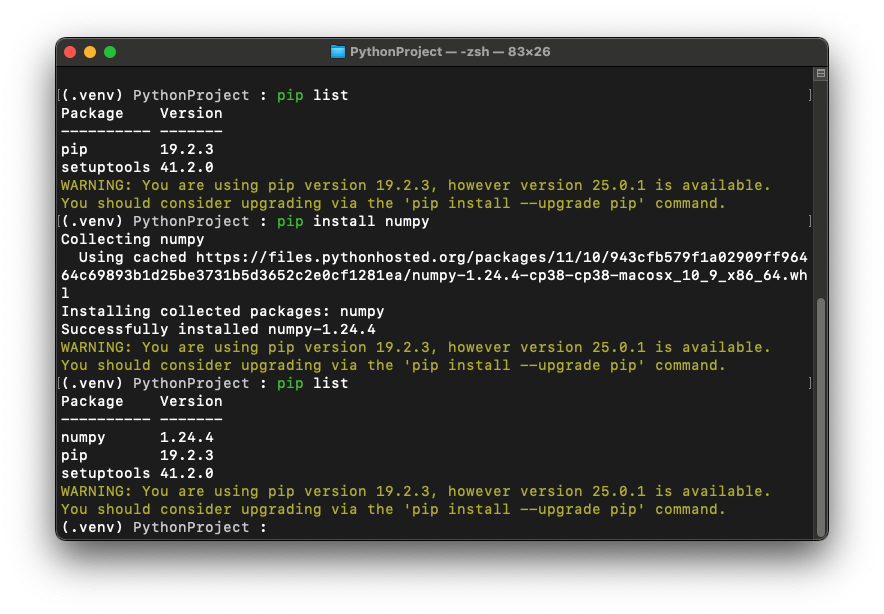 PythonProject — -zsh — 83×26
[(.venv) PythonProject : pip list ]
Package    Version
---------- -------
pip        19.2.3
setuptools 41.2.0
WARNING: You are using pip version 19.2.3, however version 25.0.1 is available.
You should consider upgrading via the 'pip install --upgrade pip' command.
[(.venv) PythonProject : pip install numpy ]
Collecting numpy
  Using cached https://files.pythonhosted.org/packages/11/10/943cfb579f1a02909ff964
64c69893b1d25be3731b5d3652c2e0cf1281ea/numpy-1.24.4-cp38-cp38-macosx_10_9_x86_64.wh
l
Installing collected packages: numpy
Successfully installed numpy-1.24.4
WARNING: You are using pip version 19.2.3, however version 25.0.1 is available.
You should consider upgrading via the 'pip install --upgrade pip' command.
[(.venv) PythonProject : pip list ]
Package    Version
---------- -------
numpy      1.24.4
pip        19.2.3
setuptools 41.2.0
WARNING: You are using pip version 19.2.3, however version 25.0.1 is available.
You should consider upgrading via the 'pip install --upgrade pip' command.
(.venv) PythonProject :